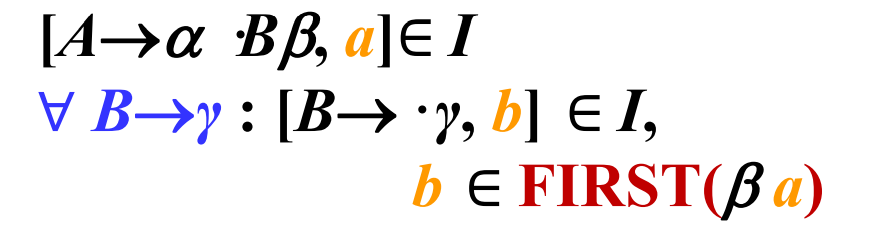 [A→α ·Bβ, a]∈ I
∀ B→γ : [B→ ·γ, b] ∈ I,
b ∈ FIRST(β a)